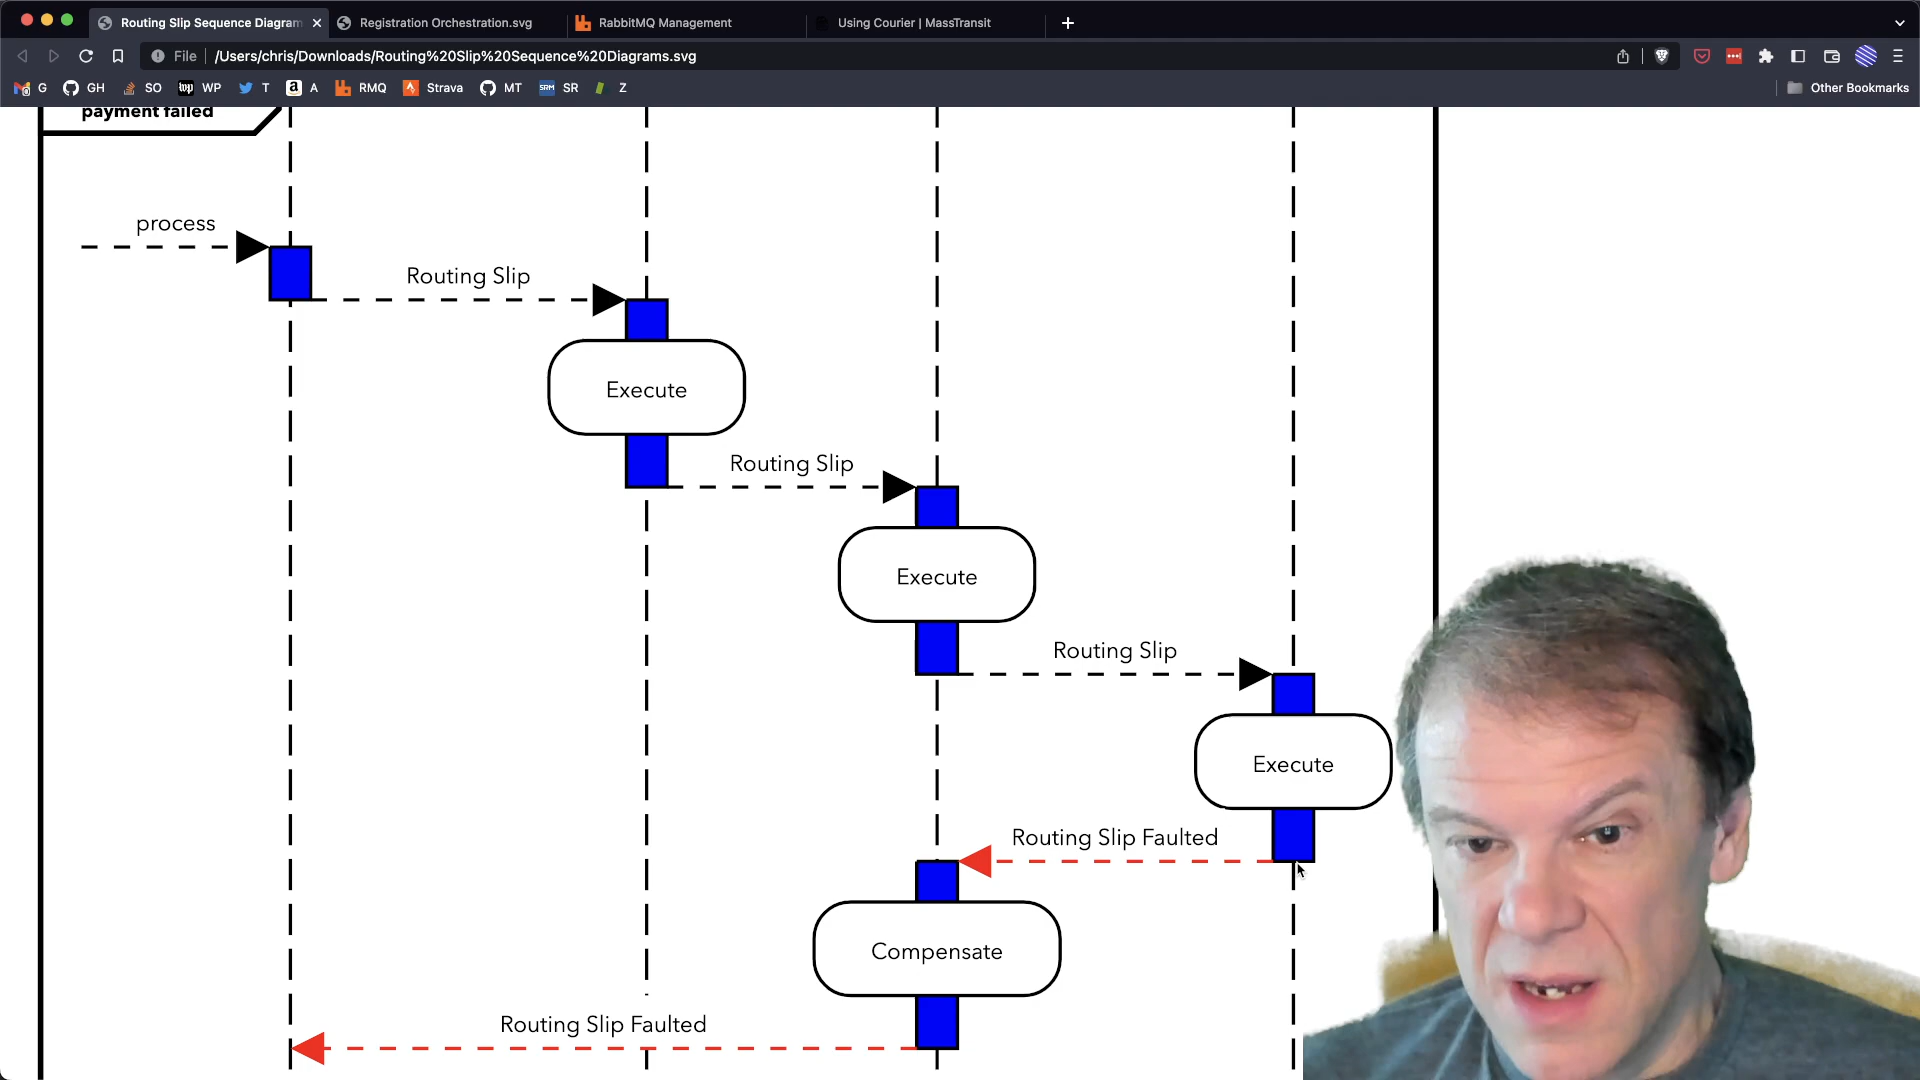 Routing Slip Sequence Diagram
Registration Orchestration.svg
RabbitMQ Management
Using Courier | MassTransit
File
/Users/chris/Downloads/Routing%20Slip%20Sequence%20Diagrams.svg
G
GH
SO
WP
T
A
RMQ
Strava
MT
SRM
SR
Z
Other Bookmarks
payment failed
process
Routing Slip
Execute
Routing Slip
Execute
Routing Slip
Execute
Routing Slip Faulted
Compensate
Routing Slip Faulted